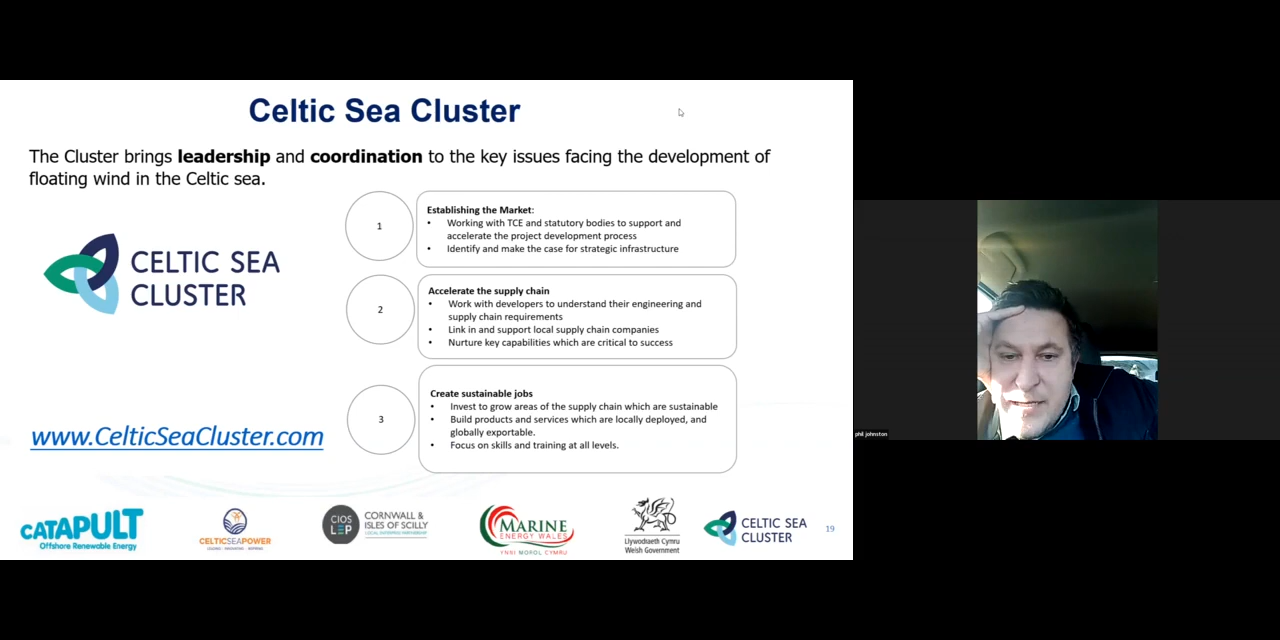 Celtic Sea Cluster
The Cluster brings leadership and coordination to the key issues facing the development of
floating wind in the Celtic sea.
CELTIC SEA
CLUSTER
1
Establishing the Market:
• Working with TCE and statutory bodies to support and
accelerate the project development process
• Identify and make the case for strategic infrastructure
2
Accelerate the supply chain
• Work with developers to understand their engineering and
supply chain requirements
• Link in and support local supply chain companies
• Nurture key capabilities which are critical to success
3
Create sustainable jobs
• Invest to grow areas of the supply chain which are sustainable
• Build products and services which are locally deployed, and
globally exportable.
• Focus on skills and training at all levels.
www.CelticSeaCluster.com
CATAPULT
Offshore Renewable Energy
CELTICSEAPOWER
CIOS
LEP
CORNWALL &
ISLES OF SCILLY
LOCAL ENTERPRISE PARTNERSHIP
MARINE
ENERGY WALES
YNNI MOROL CYMRU
Llywodraeth Cymru
Welsh Government
CELTIC SEA
CLUSTER
19
phil johnston